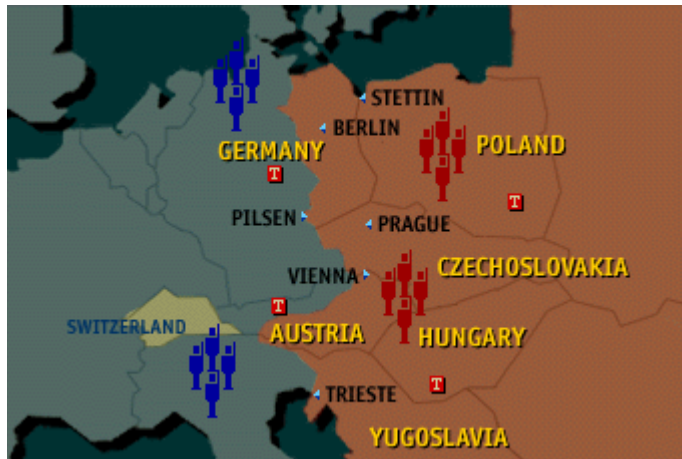 STETTIN
BERLIN
GERMANY
POLAND
T
T
PILSEN
PRAGUE
VIENNA
CZECHOSLOVAKIA
T
SWITZERLAND
AUSTRIA
HUNGARY
T
TRIESTE
YUGOSLAVIA